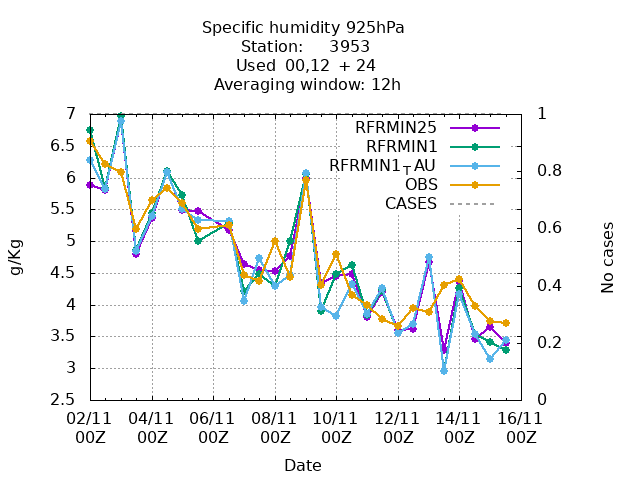 Specific humidity 925hPa
Station: 3953
Used 00,12 + 24
Averaging window: 12h
g/Kg
7
6.5
6
5.5
5
4.5
4
3.5
3
2.5
1
0.8
0.6
0.4
0.2
0
No cases
RFRMIN25
RFRMIN1
RFRMIN1TAU
OBS
CASES
02/11 04/11 06/11 08/11 10/11 12/11 14/11 16/11
00Z 00Z 00Z 00Z 00Z 00Z 00Z 00Z
Date